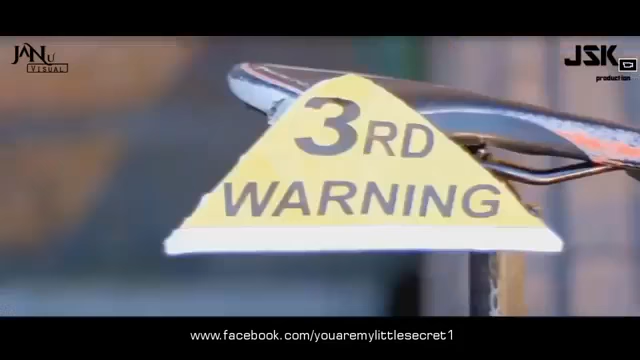 JANU
VISUAL
JSK
production
3RD
WARNING
www.facebook.com/youaremylittlesecret1